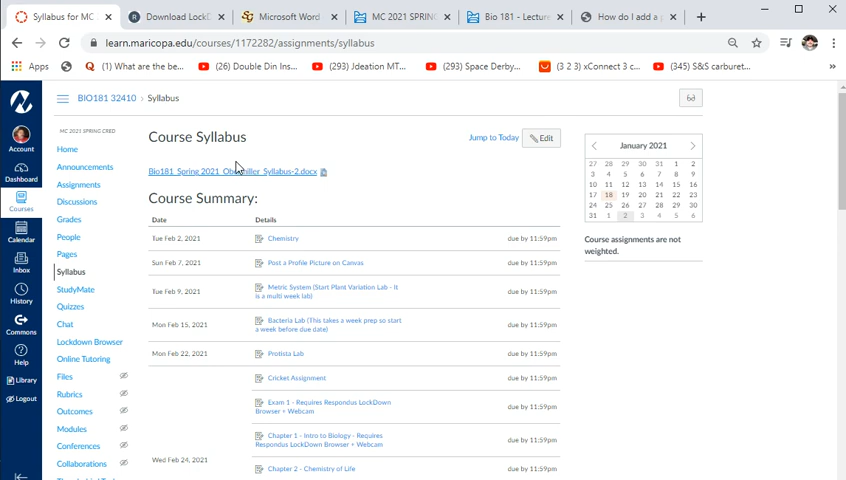 Syllabus for MC
Download LockD
Microsoft Word
MC 2021 SPRING
Bio 181 - Lectur
How do I add a p
learn.maricopa.edu/courses/1172282/assignments/syllabus
Apps
(1) What are the be...
(26) Double Din Ins...
(293) Jdeation MT...
(293) Space Derby...
(3 2 3) xConnect 3 c...
(345) S&S carburet...
BIO181 32410 > Syllabus
MC 2021 SPRING CRED
Account
Dashboard
Courses
Calendar
Inbox
History
Commons
Help
Library
Logout
Home
Announcements
Assignments
Discussions
Grades
People
Pages
Syllabus
StudyMate
Quizzes
Chat
Lockdown Browser
Online Tutoring
Files
Rubrics
Outcomes
Modules
Conferences
Collaborations
Course Syllabus
Jump to Today
Edit
Course Summary:
Date Details
Tue Feb 2, 2021 Chemistry due by 11:59pm
Sun Feb 7, 2021 Post a Profile Picture on Canvas due by 11:59pm
Tue Feb 9, 2021 Metric System (Start Plant Variation Lab - It
is a multi week lab) due by 11:59pm
Mon Feb 15, 2021 Bacteria Lab (This takes a week prep so start
a week before due date) due by 11:59pm
Mon Feb 22, 2021 Protista Lab due by 11:59pm
Cricket Assignment due by 11:59pm
Exam 1 - Requires Respondus LockDown
Browser + Webcam due by 11:59pm
Chapter 1 - Intro to Biology - Requires
Respondus LockDown Browser + Webcam due by 11:59pm
Wed Feb 24, 2021
Chapter 2 - Chemistry of Life due by 11:59pm
January 2021
27 28 29 30 31 1 2
3 4 5 6 7 8 9
10 11 12 13 14 15 16
17 18 19 20 21 22 23
24 25 26 27 28 29 30
31 1 2 3 4 5 6
Course assignments are not
weighted.